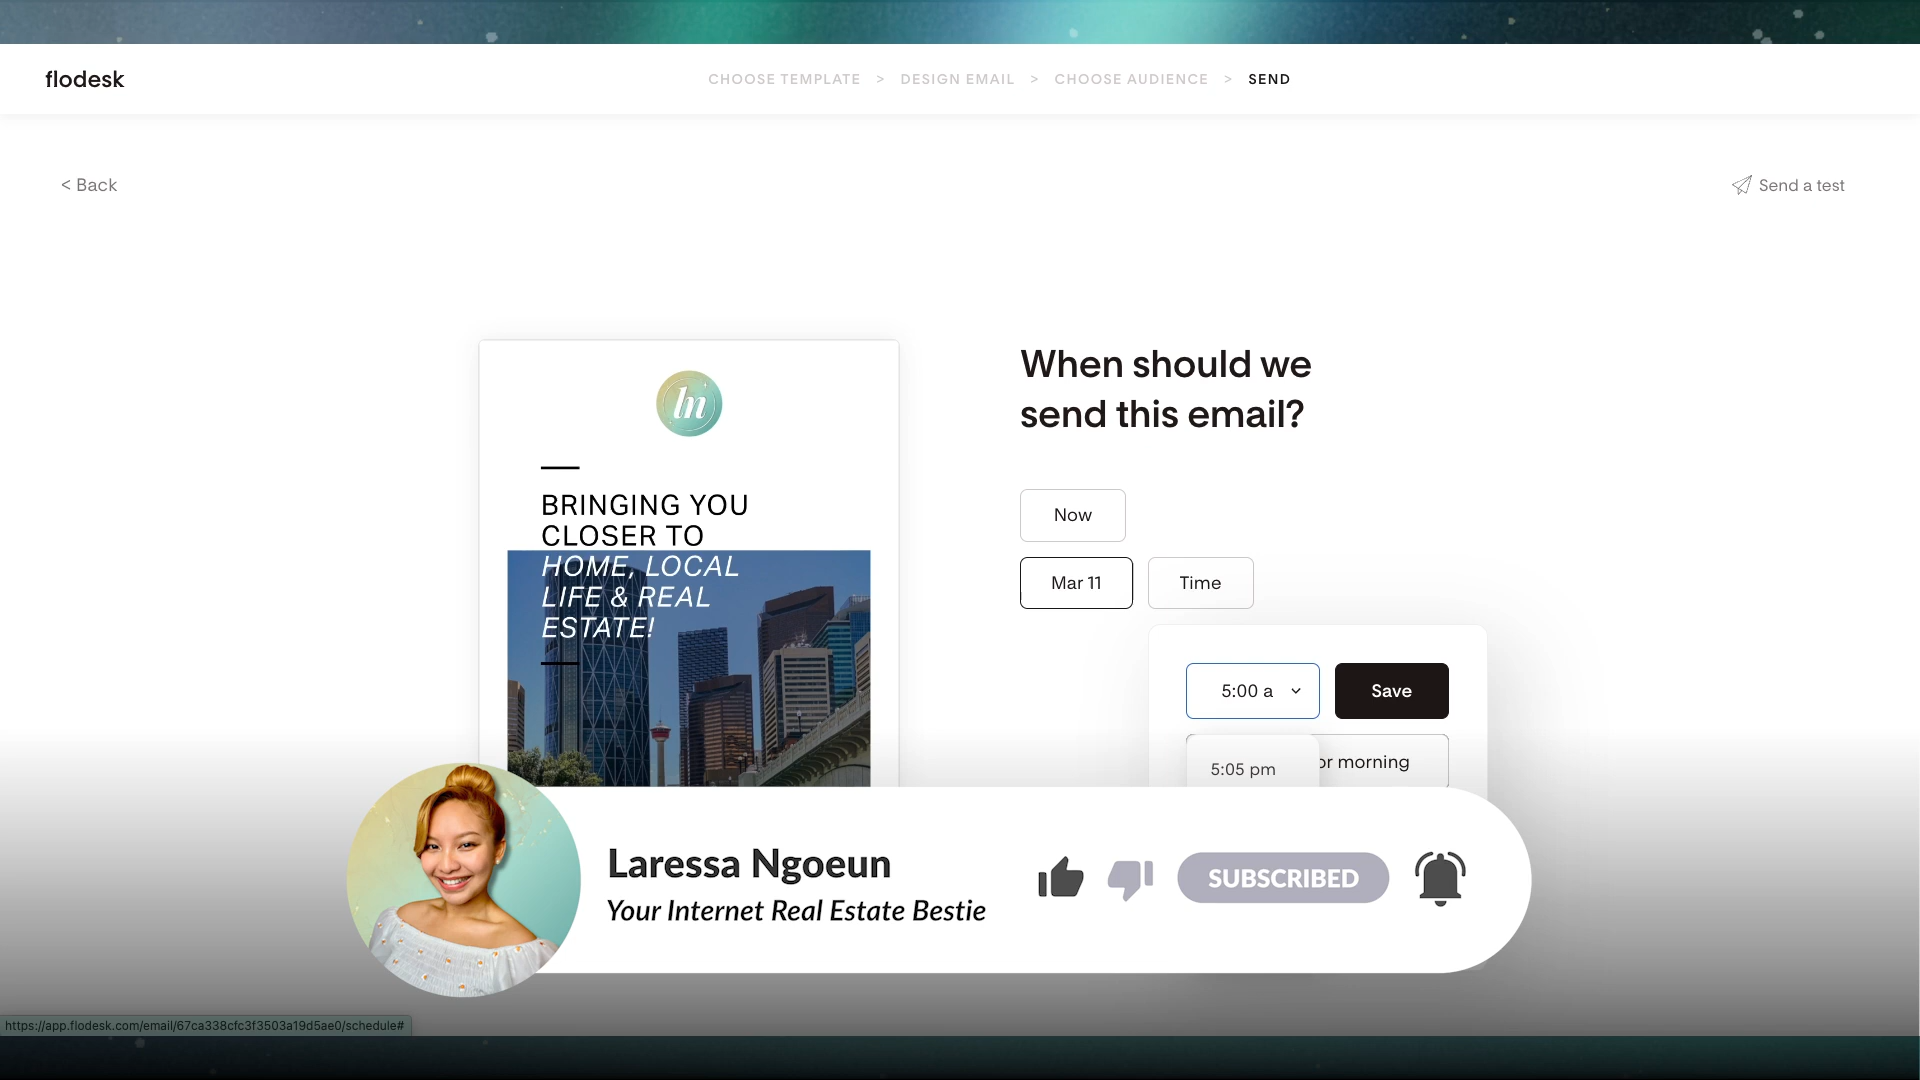 flodesk
CHOOSE TEMPLATE > DESIGN EMAIL > CHOOSE AUDIENCE > SEND
< Back
Send a test
ln
BRINGING YOU
CLOSER TO
HOME, LOCAL
LIFE & REAL
ESTATE!
When should we
send this email?
Now
Mar 11
Time
5:00 a
Save
5:05 pm
or morning
Laressa Ngoeun
Your Internet Real Estate Bestie
SUBSCRIBED
https://app.flodesk.com/email/67ca338cfc3f3503a19d5ae0/schedule#